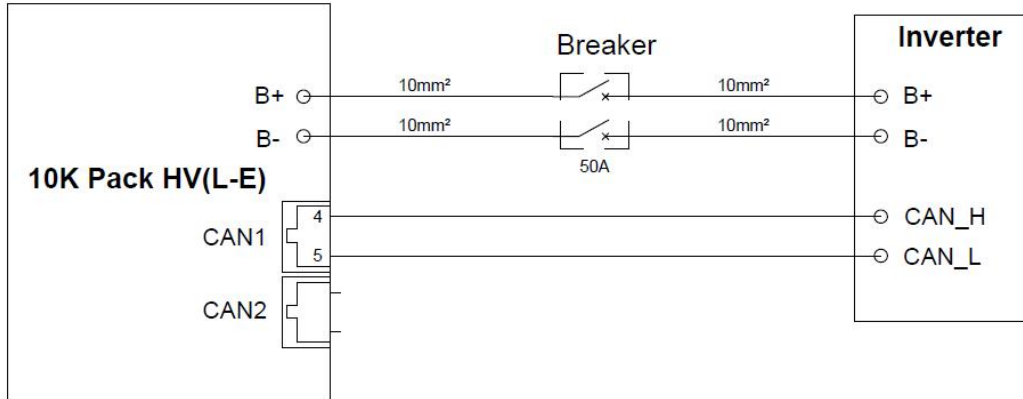 Inverter
Breaker
B+ 10mm² 10mm² B+
B- 10mm² 10mm² B-
50A
10K Pack HV(L-E)
CAN1
4 CAN_H
5 CAN_L
CAN2